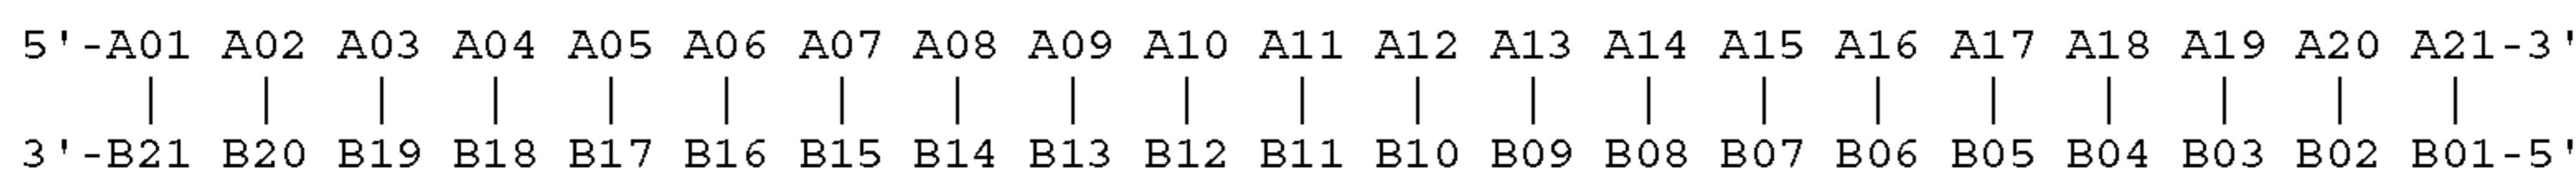 5'-A01 A02 A03 A04 A05 A06 A07 A08 A09 A10 A11 A12 A13 A14 A15 A16 A17 A18 A19 A20 A21-3'
| | | | | | | | | | | | | | | | | | | | |
3'-B21 B20 B19 B18 B17 B16 B15 B14 B13 B12 B11 B10 B09 B08 B07 B06 B05 B04 B03 B02 B01-5'